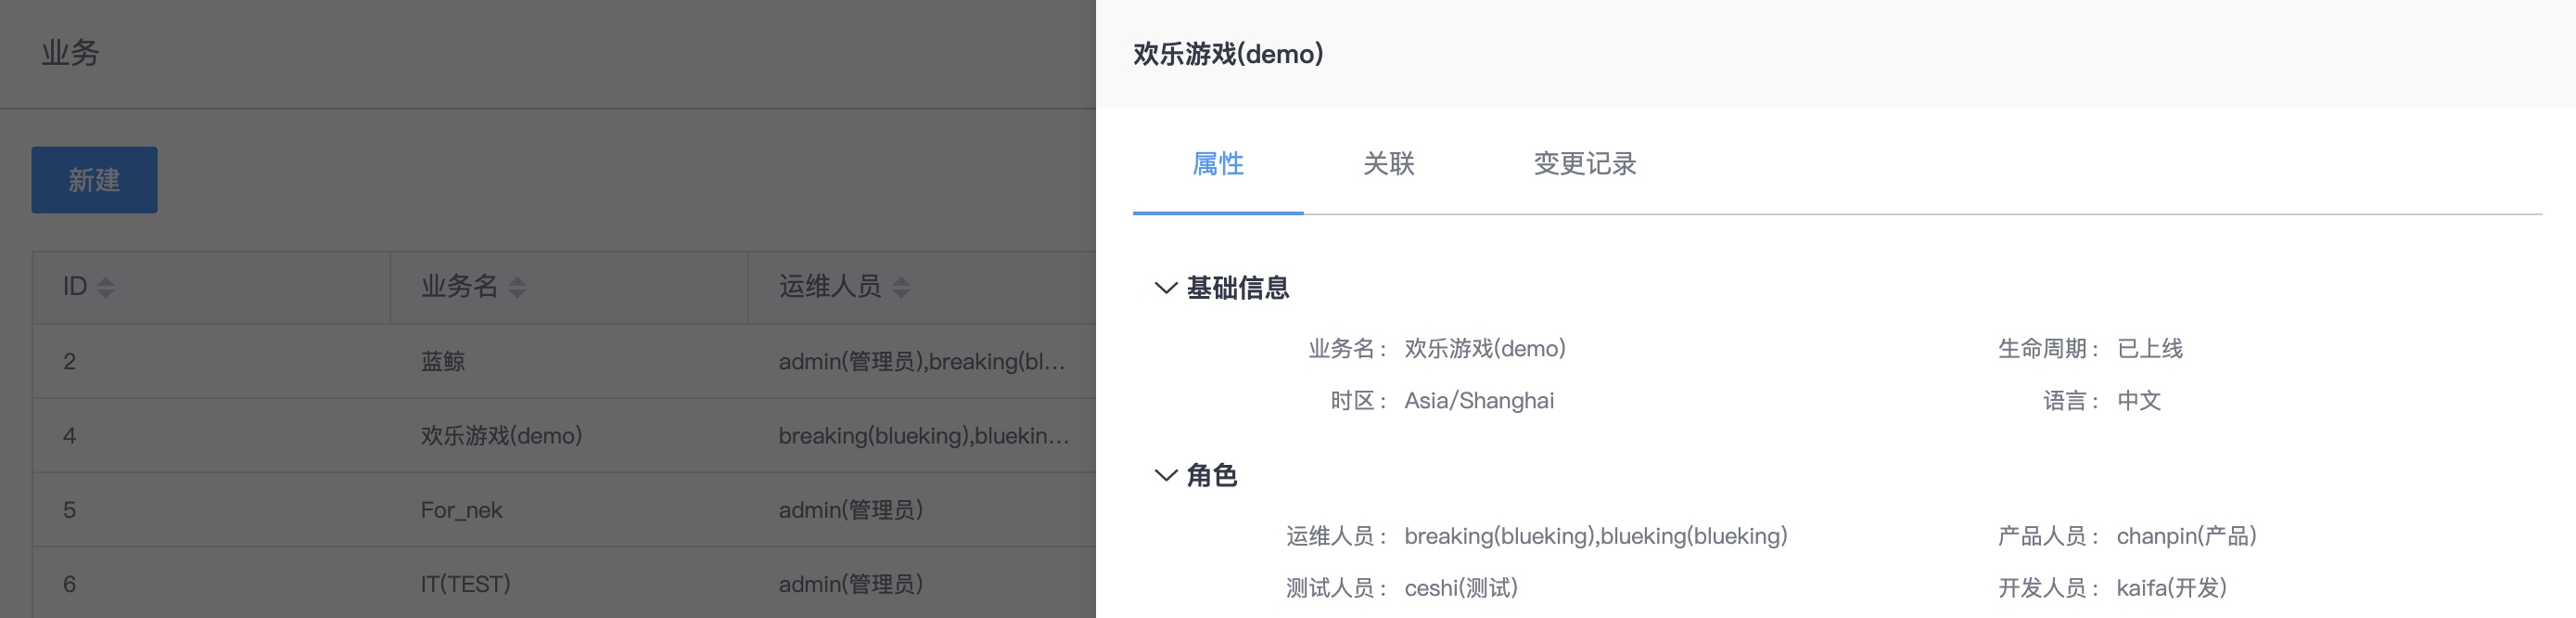 业务
新建
ID 业务名 运维人员
2 蓝鲸 admin(管理员),breaking(bl...
4 欢乐游戏(demo) breaking(blueking),bluekin...
5 For_nek admin(管理员)
6 IT(TEST) admin(管理员)
欢乐游戏(demo)
属性 关联 变更记录
基础信息
业务名： 欢乐游戏(demo) 生命周期： 已上线
时区： Asia/Shanghai 语言： 中文
角色
运维人员： breaking(blueking),blueking(blueking) 产品人员： chanpin(产品)
测试人员： ceshi(测试) 开发人员： kaifa(开发)